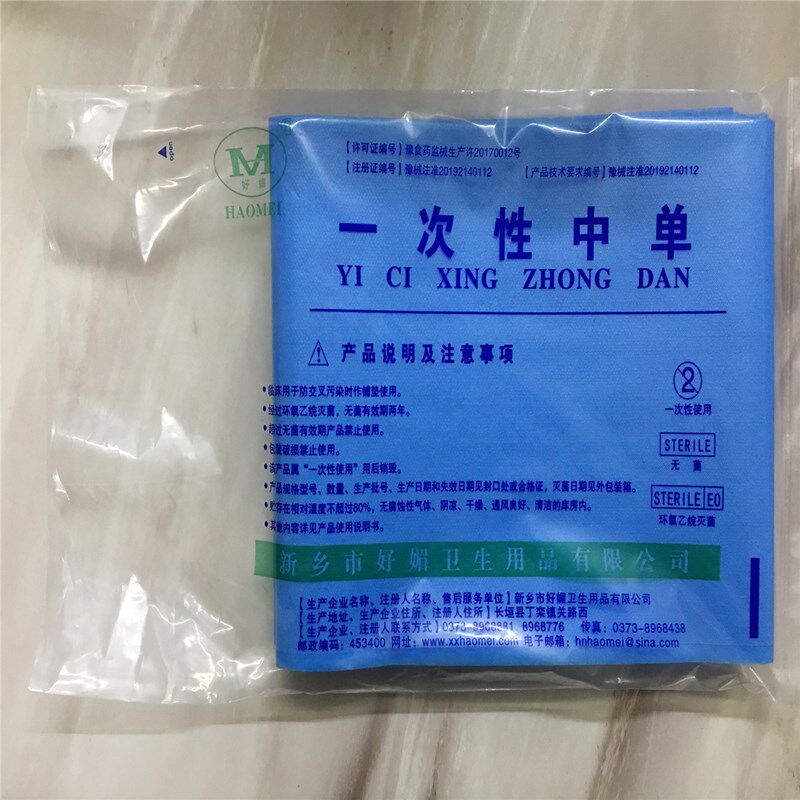 open
好媚
HAOMEI
【许可证编号】豫食药监械生产许20170012号
【注册证编号】豫械注准20192140112 【产品技术要求编号】豫械注准20192140112
一次性中单
YI CI XING ZHONG DAN
产品说明及注意事项
•临床用于防交叉污染时作铺垫使用。
•经过环氧乙烷灭菌，无菌有效期两年。
•超过无菌有效期产品禁止使用。
•包装破损禁止使用。
•该产品属“一次性使用”用后销毁。
•产品规格型号、数量、生产批号、生产日期和失效日期见封口处或合格证，灭菌日期见外包装箱。
•贮存在相对湿度不超过80%，无腐蚀性气体、阴凉、干燥、通风良好、清洁的库房内。
•其他内容详见产品使用说明书。
2
一次性使用
STERILE
无菌
STERILE EO
环氧乙烷灭菌
新乡市好媚卫生用品有限公司
【生产企业名称、注册人名称、售后服务单位】新乡市好媚卫生用品有限公司
【生产地址、生产企业住所、注册人住所】长垣县丁栾镇关路西
【生产企业、注册人联系方式】0373-8968881 8968776 传真：0373-8968438
邮政编码：453400 网址：www.xxhaomei.com 电子邮箱：hnhaomei@sina.com